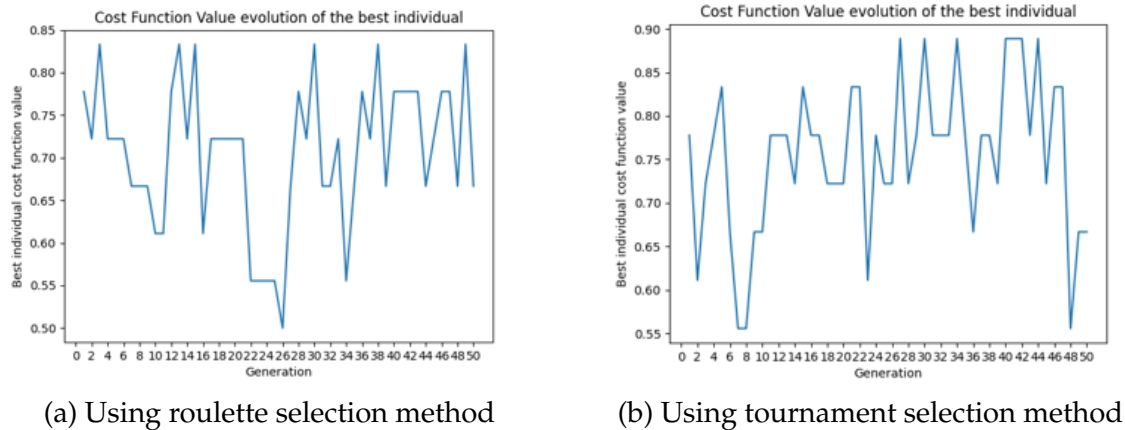 Cost Function Value evolution of the best individual
0.85
0.80
0.75
0.70
0.65
0.60
0.55
0.50
Best individual cost function value
0 2 4 6 8 10 12 14 16 18 20 22 24 26 28 30 32 34 36 38 40 42 44 46 48 50
Generation
(a) Using roulette selection method
Cost Function Value evolution of the best individual
0.90
0.85
0.80
0.75
0.70
0.65
0.60
0.55
Best individual cost function value
0 2 4 6 8 10 12 14 16 18 20 22 24 26 28 30 32 34 36 38 40 42 44 46 48 50
Generation
(b) Using tournament selection method